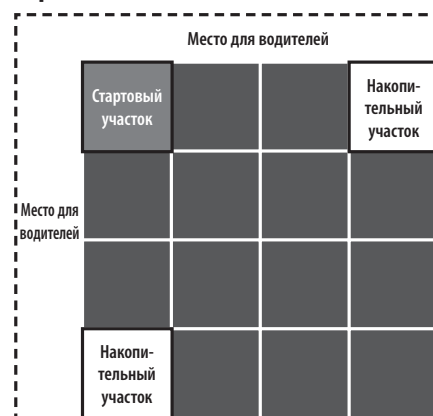 Место для водителей
Стартовый
участок
Накопи-
тельный
участок
Место для
водителей
Накопи-
тельный
участок